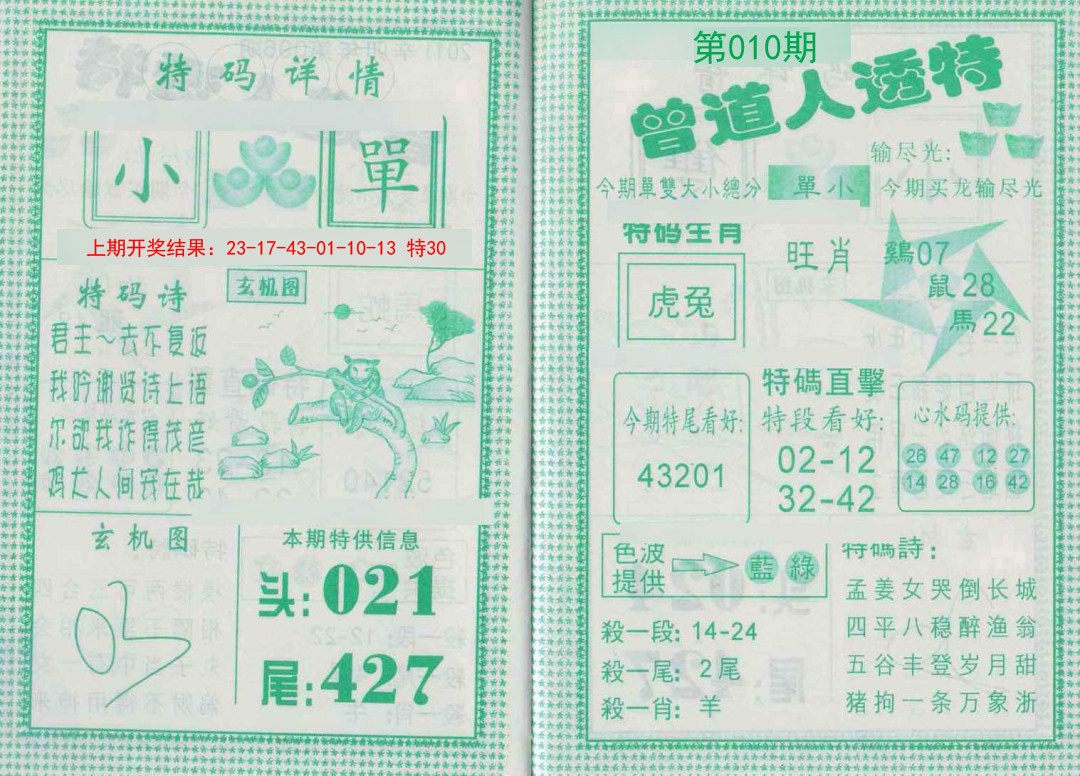 特码详情
小 單
上期开奖结果：23-17-43-01-10-13 特30
特码诗
君主~去不复返
我吟谢贤诗上语
尔欲我诈得茂彦
人间
玄机图
玄机图
本期特供信息
头:021
尾:427
第010期
曾道人透特
输尽光:
今期單雙大小總分 單小 今期买龙输尽光
特码生肖
虎兔
旺肖
鷄07
鼠28
馬22
今期特尾看好:
43201
特碼直擊
特段看好:
02-12
32-42
心水码提供:
26 47 12 27
14 28 16 42
色波
提供
藍 綠
殺一段: 14-24
殺一尾: 2尾
殺一肖: 羊
特碼詩:
孟姜女哭倒长城
四平八稳醉渔翁
五谷丰登岁月甜
猪拘一条万象浙